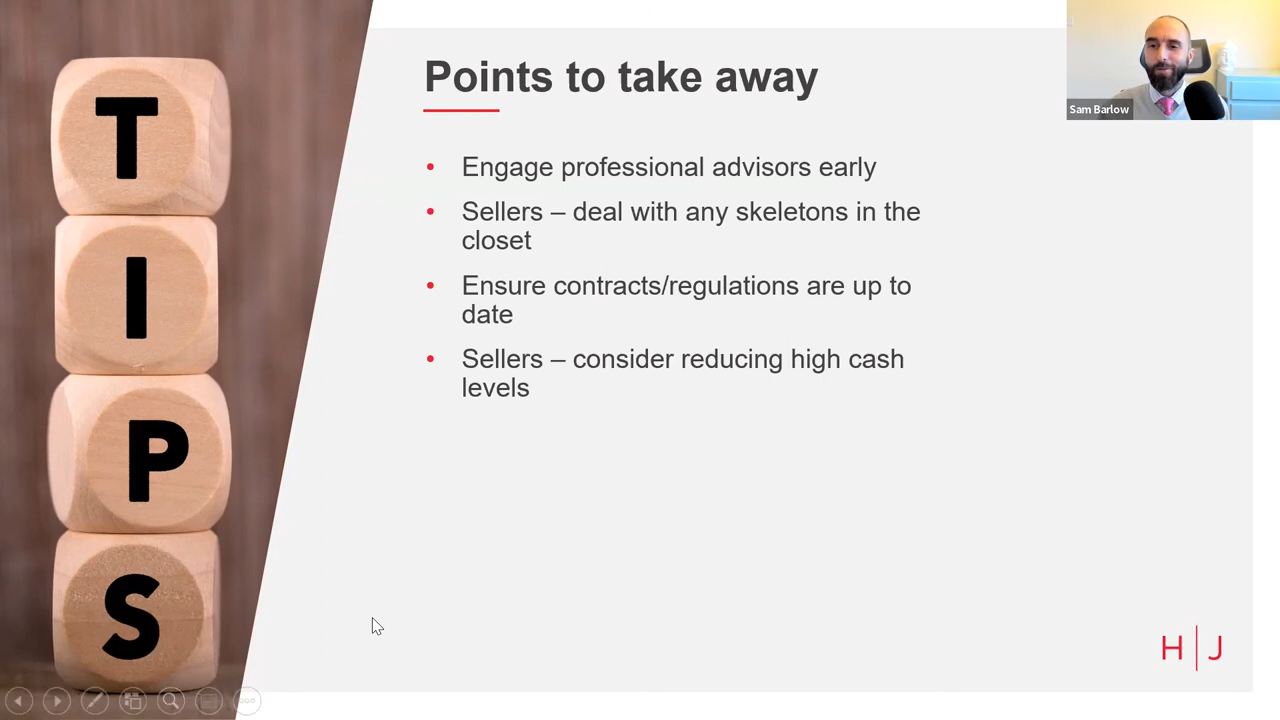 T
I
P
S
Points to take away
• Engage professional advisors early
• Sellers – deal with any skeletons in the
closet
• Ensure contracts/regulations are up to
date
• Sellers – consider reducing high cash
levels
Sam Barlow
H | J